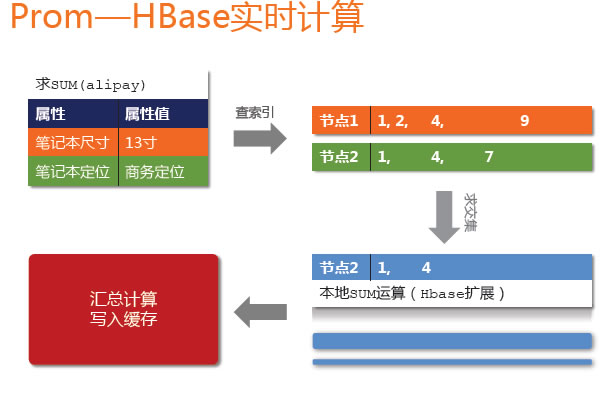 Prom—HBase实时计算
求SUM(alipay)
属性 属性值
笔记本尺寸 13寸
笔记本定位 商务定位
查索引
节点1 1, 2, 4, 9
节点2 1, 4, 7
求交集
节点2 1, 4
本地SUM运算（Hbase扩展）
汇总计算
写入缓存